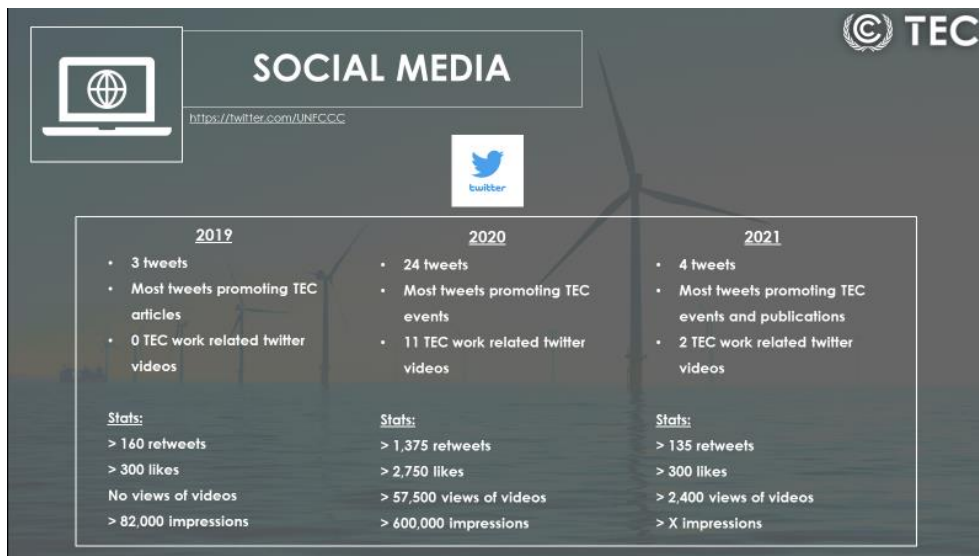 TEC
SOCIAL MEDIA
https://twitter.com/UNFCCC
twitter
2019
• 3 tweets
• Most tweets promoting TEC
articles
• 0 TEC work related twitter
videos
Stats:
> 160 retweets
> 300 likes
No views of videos
> 82,000 impressions
2020
• 24 tweets
• Most tweets promoting TEC
events
• 11 TEC work related twitter
videos
Stats:
> 1,375 retweets
> 2,750 likes
> 57,500 views of videos
> 600,000 impressions
2021
• 4 tweets
• Most tweets promoting TEC
events and publications
• 2 TEC work related twitter
videos
Stats:
> 135 retweets
> 300 likes
> 2,400 views of videos
> X impressions